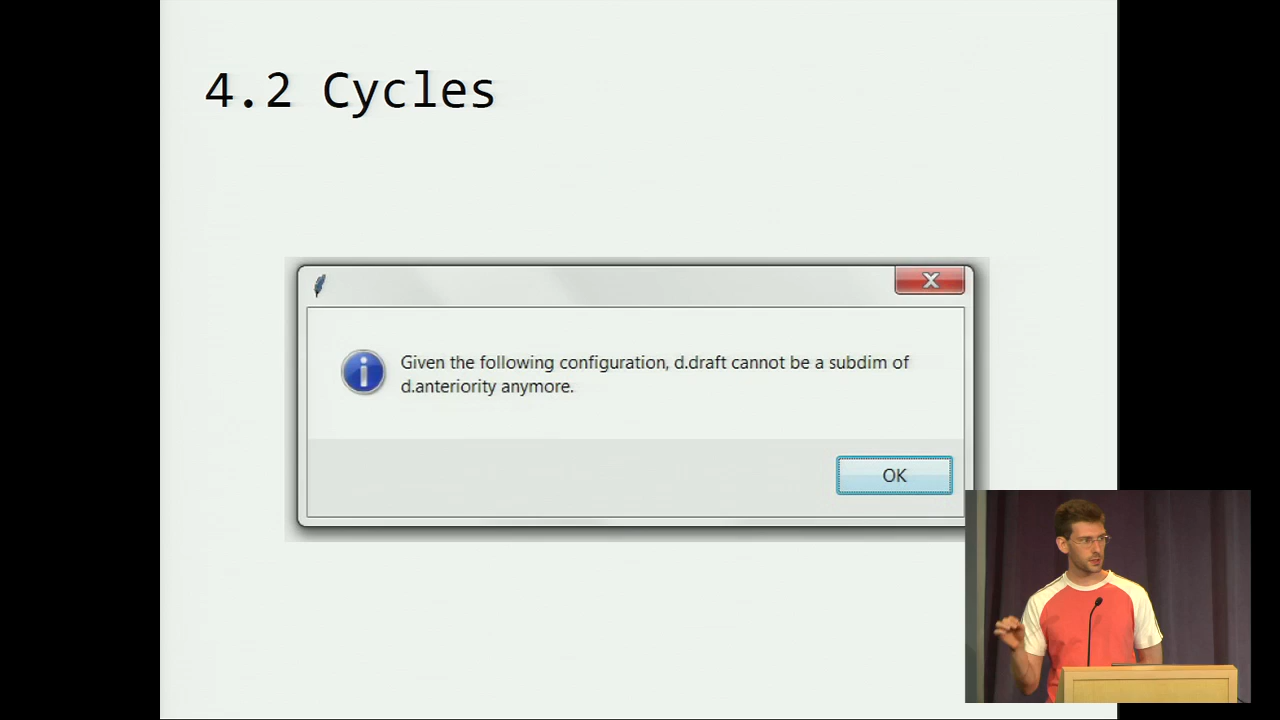 4.2 Cycles
Given the following configuration, d.draft cannot be a subdim of
d.anteriority anymore.
OK